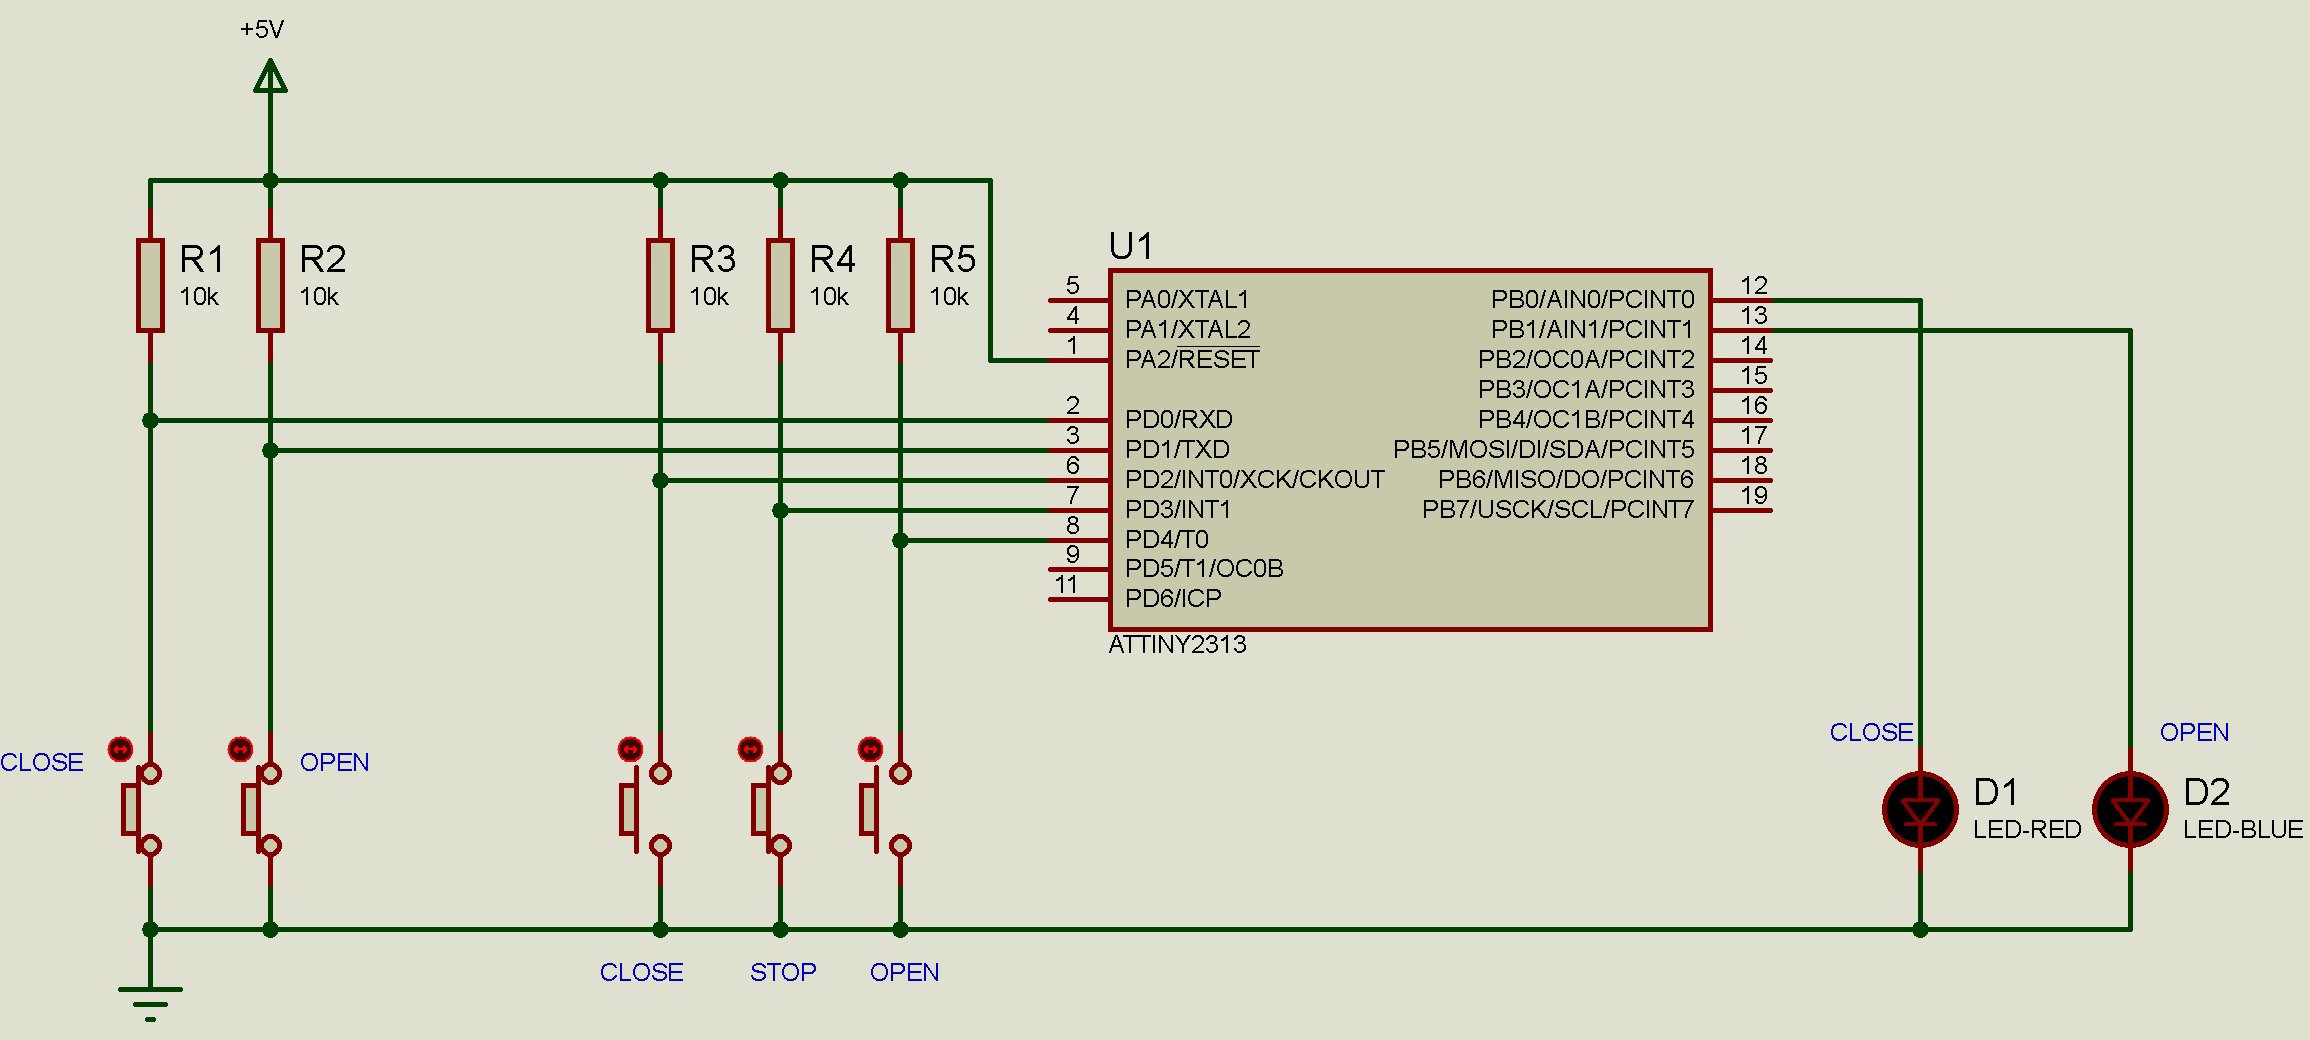 +5V
R1
10k
R2
10k
R3
10k
R4
10k
R5
10k
U1
5
PA0/XTAL1
4
PA1/XTAL2
1
PA2/RESET
2
PD0/RXD
3
PD1/TXD
6
PD2/INT0/XCK/CKOUT
7
PD3/INT1
8
PD4/T0
9
PD5/T1/OC0B
11
PD6/ICP
PB0/AIN0/PCINT0
12
PB1/AIN1/PCINT1
13
PB2/OC0A/PCINT2
14
PB3/OC1A/PCINT3
15
PB4/OC1B/PCINT4
16
PB5/MOSI/DI/SDA/PCINT5
17
PB6/MISO/DO/PCINT6
18
PB7/USCK/SCL/PCINT7
19
ATTINY2313
CLOSE
OPEN
CLOSE
STOP
OPEN
CLOSE
D1
LED-RED
OPEN
D2
LED-BLUE